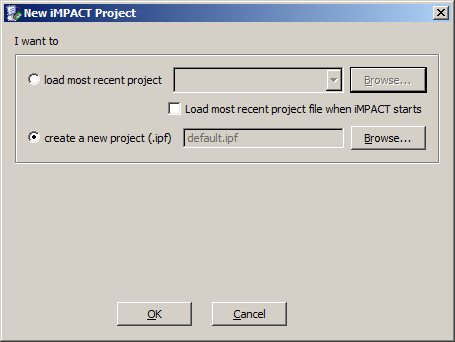 New iMPACT Project
I want to
load most recent project
Browse...
Load most recent project file when iMPACT starts
create a new project (.ipf)
default.ipf
Browse...
OK
Cancel